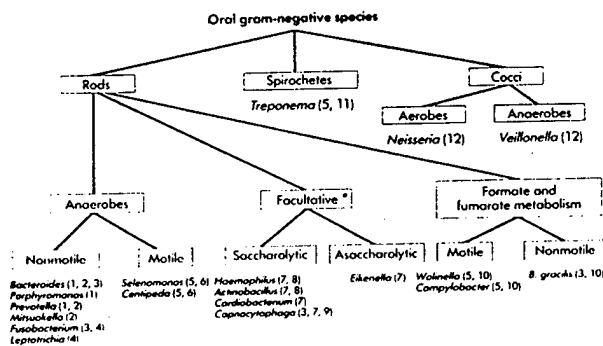 Oral gram-negative species
Rods
Spirochetes
Treponema (5, 11)
Cocci
Aerobes
Neisseria (12)
Anaerobes
Veillonella (12)
Anaerobes
Facultative *
Formate and
fumarate metabolism
Nonmotile
Bacteroides (1, 2, 3)
Porphyromonas (1)
Prevotella (1, 2)
Mitsuokella (2)
Fusobacterium (3, 4)
Leptotrichia (4)
Motile
Selenomonas (5, 6)
Centipeda (5, 6)
Saccharolytic
Haemophilus (7, 8)
Actinobacillus (7, 8)
Cardiobacterium (7)
Capnocytophaga (3, 7, 9)
Asaccharolytic
Eikenella (7)
Motile
Wolinella (5, 10)
Campylobacter (5, 10)
Nonmotile
B. gracilis (3, 10)